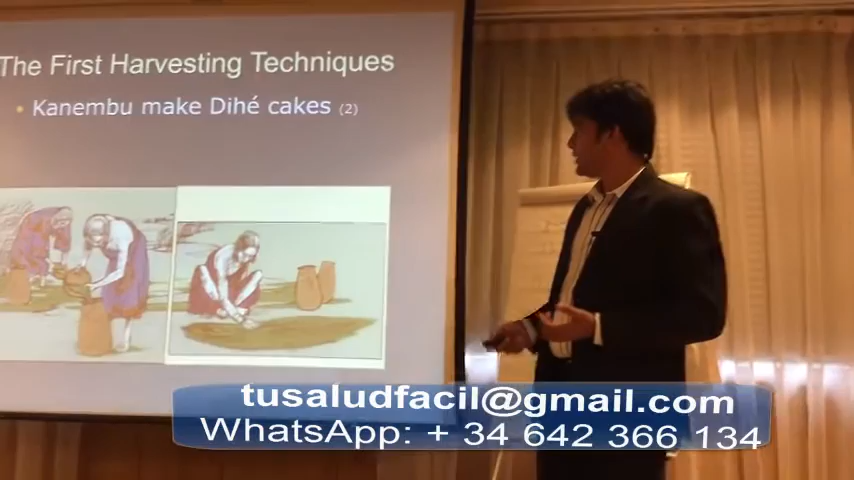 The First Harvesting Techniques
• Kanembu make Dihé cakes (2)
tusaludfacil@gmail.com
WhatsApp: + 34 642 366 134